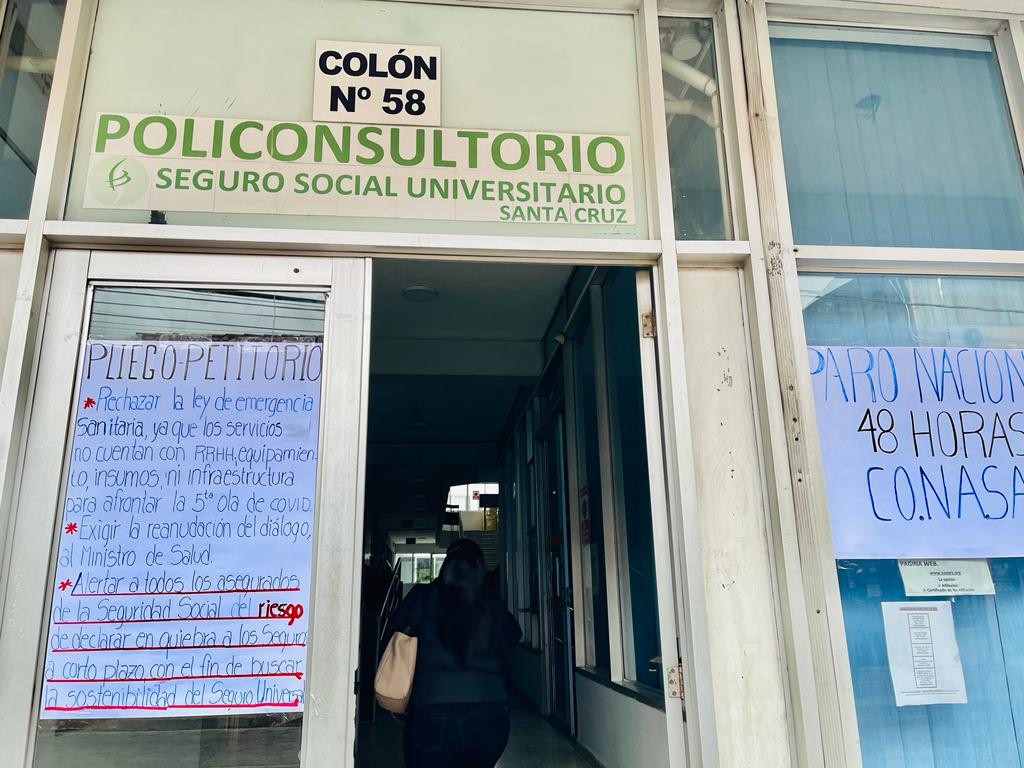 COLÓN
Nº 58
POLICONSULTORIO
SEGURO SOCIAL UNIVERSITARIO
SANTA CRUZ
PLIEGO-PETITORIO
* Rechazar la ley de emergencia
Sanitaria, ya que los servicios
no cuentan con RRHH, equipamien-
to, insumos, ni infraestructura
para afrontar la 5ta ola de covid.
* Exigir la reanudación del diálogo,
al Ministro de Salud.
* Alertar a todos los asegurados
de la Seguridad Social del riesgo
de declarar en quiebra a los Seguros
a corto plazo, con el fin de buscar
la sostenibilidad del Seguro Univers
PARO NACION
48 HORAS
CO.NASA
PAGINA WEB.